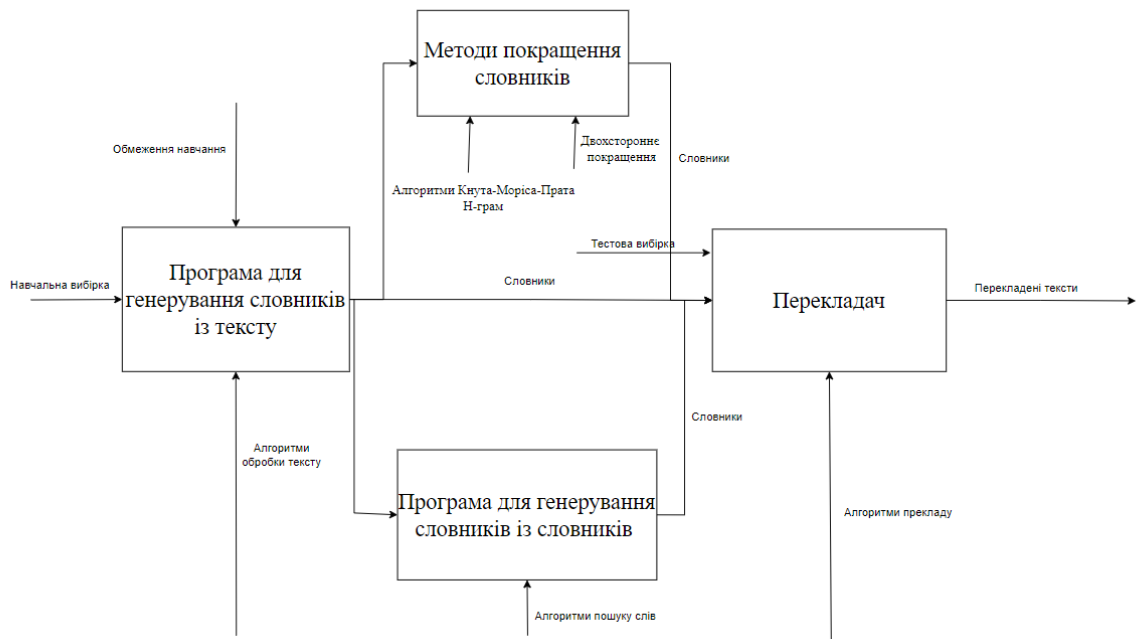 Методи покращення
словників
Двохстороннє
покращення
Словники
Обмеження навчання
Алгоритми Кнута-Моріса-Прата
Н-грам
Тестова вибірка
Навчальна вибірка
Програма для
генерування словників
із тексту
Словники
Перекладач
Перекладені тексти
Словники
Алгоритми
обробки тексту
Програма для генерування
словників із словників
Алгоритми прекладу
Алгоритми пошуку слів